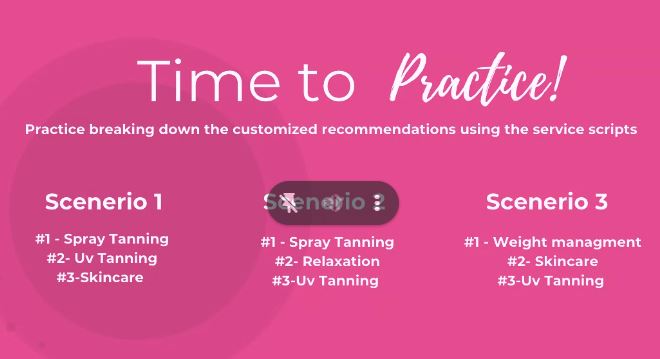 Time to Practice!
Practice breaking down the customized recommendations using the service scripts
Scenerio 1
#1 - Spray Tanning
#2- Uv Tanning
#3-Skincare
Scenerio 2
#1 - Spray Tanning
#2- Relaxation
#3-Uv Tanning
Scenerio 3
#1 - Weight managment
#2- Skincare
#3-Uv Tanning